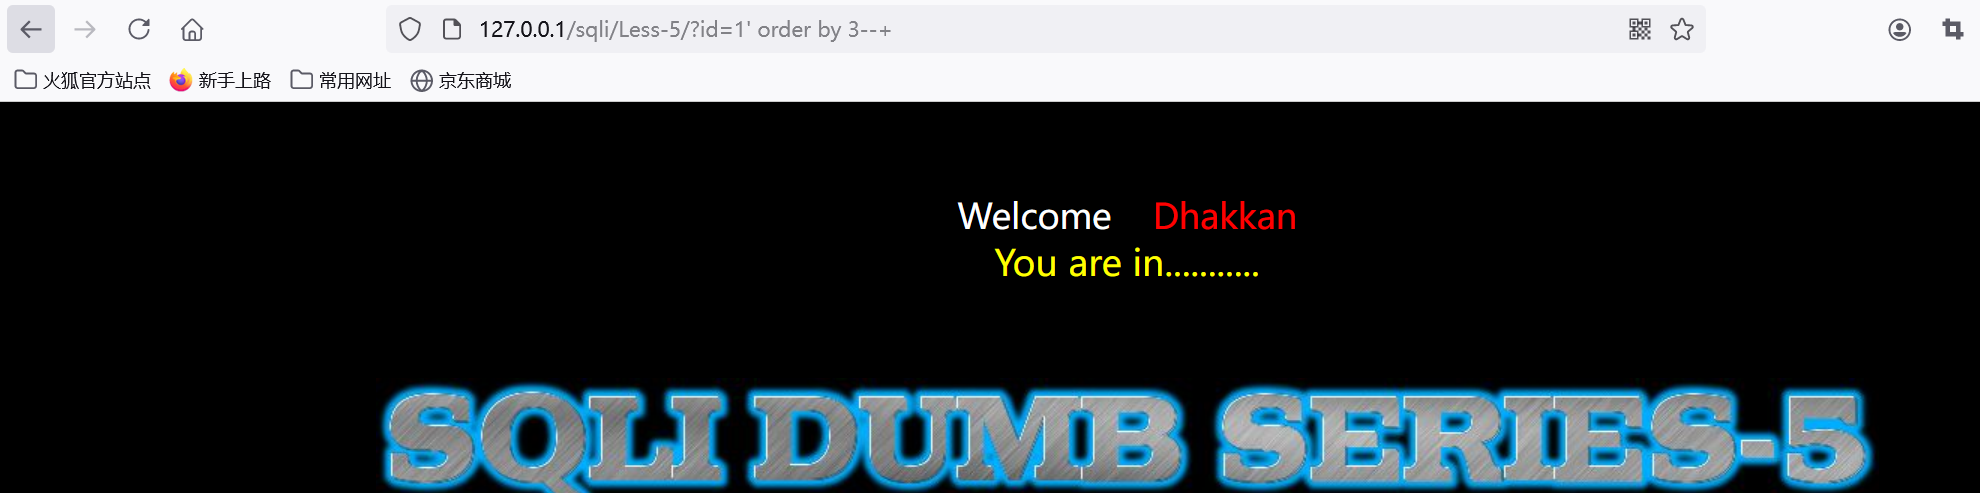 127.0.0.1/sqli/Less-5/?id=1' order by 3--+
火狐官方站点 新手上路 常用网址 京东商城
Welcome Dhakkan
You are in...........
SQLI DUMB SERIES-5